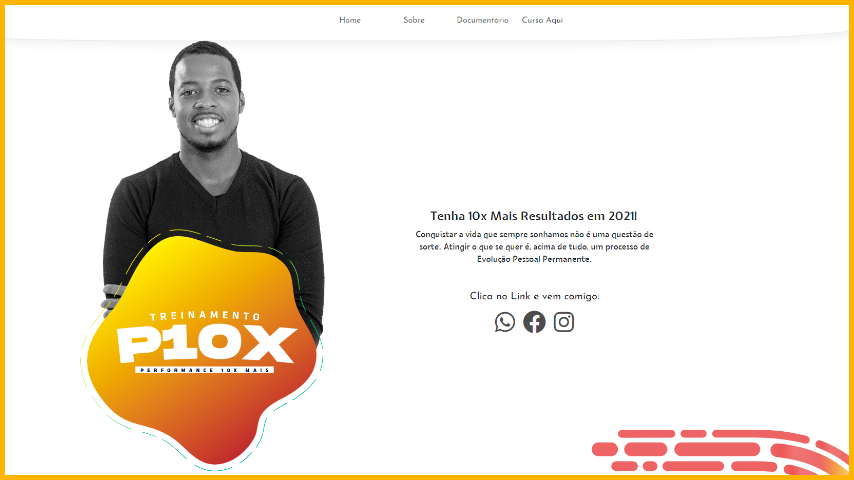 Home Sobre Documentário Curso Aqui
Tenha 10x Mais Resultados em 2021!
Conquistar a vida que sempre sonhamos não é uma questão de
sorte. Atingir o que se quer é, acima de tudo, um processo de
Evolução Pessoal Permanente.
Clica no Link e vem comigo:
TREINAMENTO
P10X
PERFORMANCE 10X MAIS